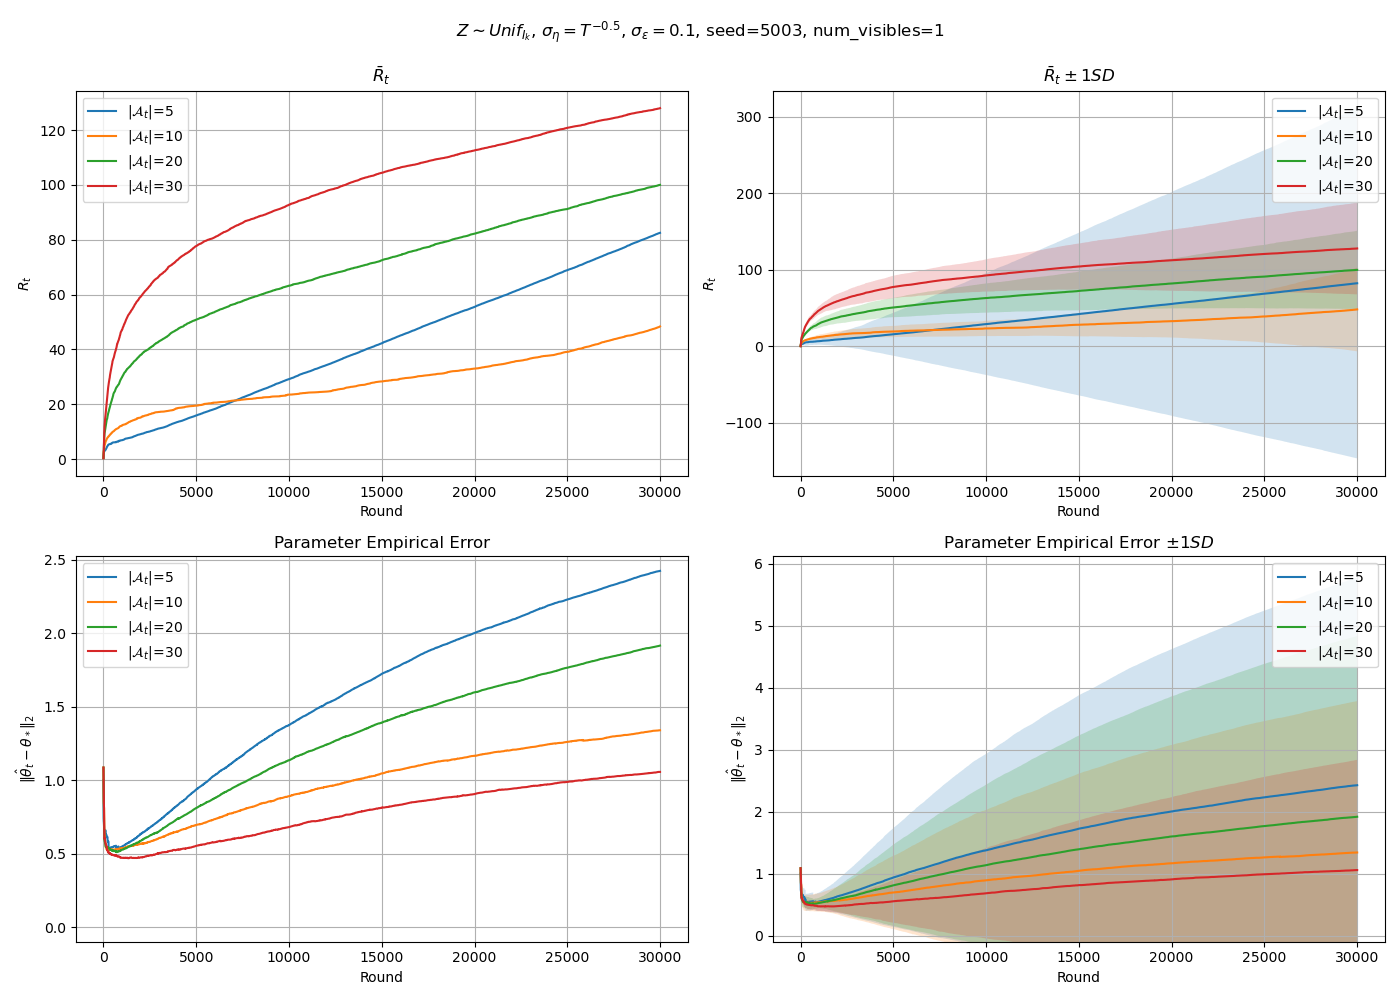 Z ~ Unif_{I_k}, σ_η = T^{-0.5}, σ_ε = 0.1, seed=5003, num_visibles=1
R̄_t
R_t
120
100
80
60
40
20
0
|𝒜_t|=5
|𝒜_t|=10
|𝒜_t|=20
|𝒜_t|=30
0 5000 10000 15000 20000 25000 30000
Round
R̄_t ± 1SD
R_t
300
200
100
0
−100
|𝒜_t|=5
|𝒜_t|=10
|𝒜_t|=20
|𝒜_t|=30
0 5000 10000 15000 20000 25000 30000
Round
Parameter Empirical Error
‖θ̂_t − θ_*‖_2
2.5
2.0
1.5
1.0
0.5
0.0
|𝒜_t|=5
|𝒜_t|=10
|𝒜_t|=20
|𝒜_t|=30
0 5000 10000 15000 20000 25000 30000
Round
Parameter Empirical Error ±1SD
‖θ̂_t − θ_*‖_2
6
5
4
3
2
1
0
|𝒜_t|=5
|𝒜_t|=10
|𝒜_t|=20
|𝒜_t|=30
0 5000 10000 15000 20000 25000 30000
Round